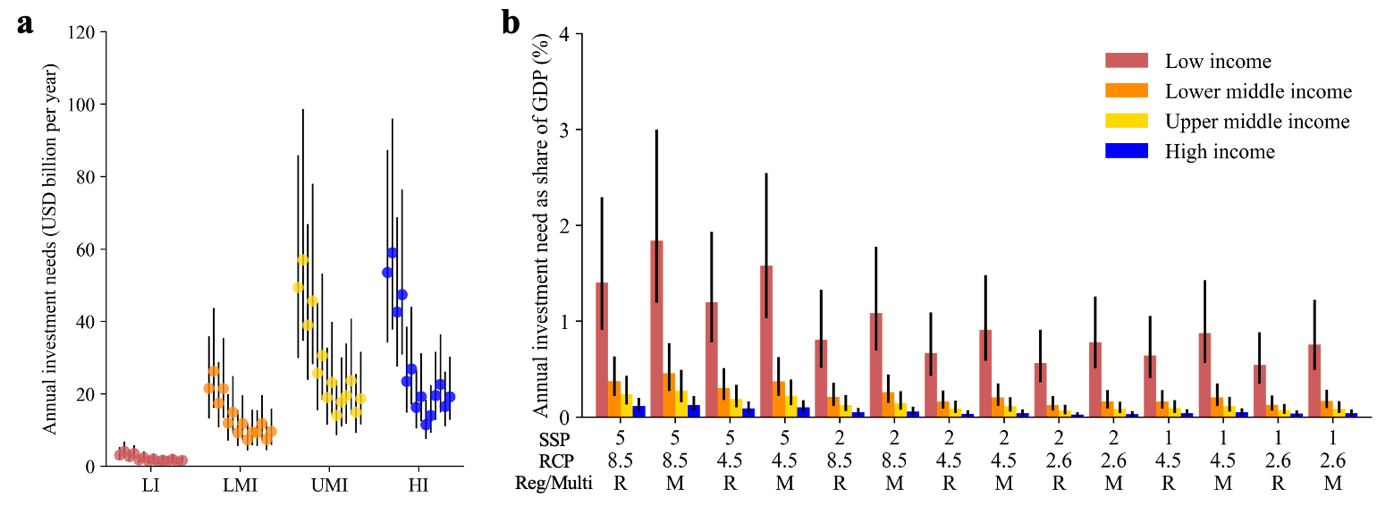 a
Annual investment needs (USD billion per year)
120
100
80
60
40
20
0
LI LMI UMI HI
b
Annual investment need as share of GDP (%)
4
3
2
1
0
Low income
Lower middle income
Upper middle income
High income
SSP 5 5 5 5 2 2 2 2 2 2 1 1 1 1
RCP 8.5 8.5 4.5 4.5 8.5 8.5 4.5 4.5 2.6 2.6 4.5 4.5 2.6 2.6
Reg/Multi R M R M R M R M R M R M R M